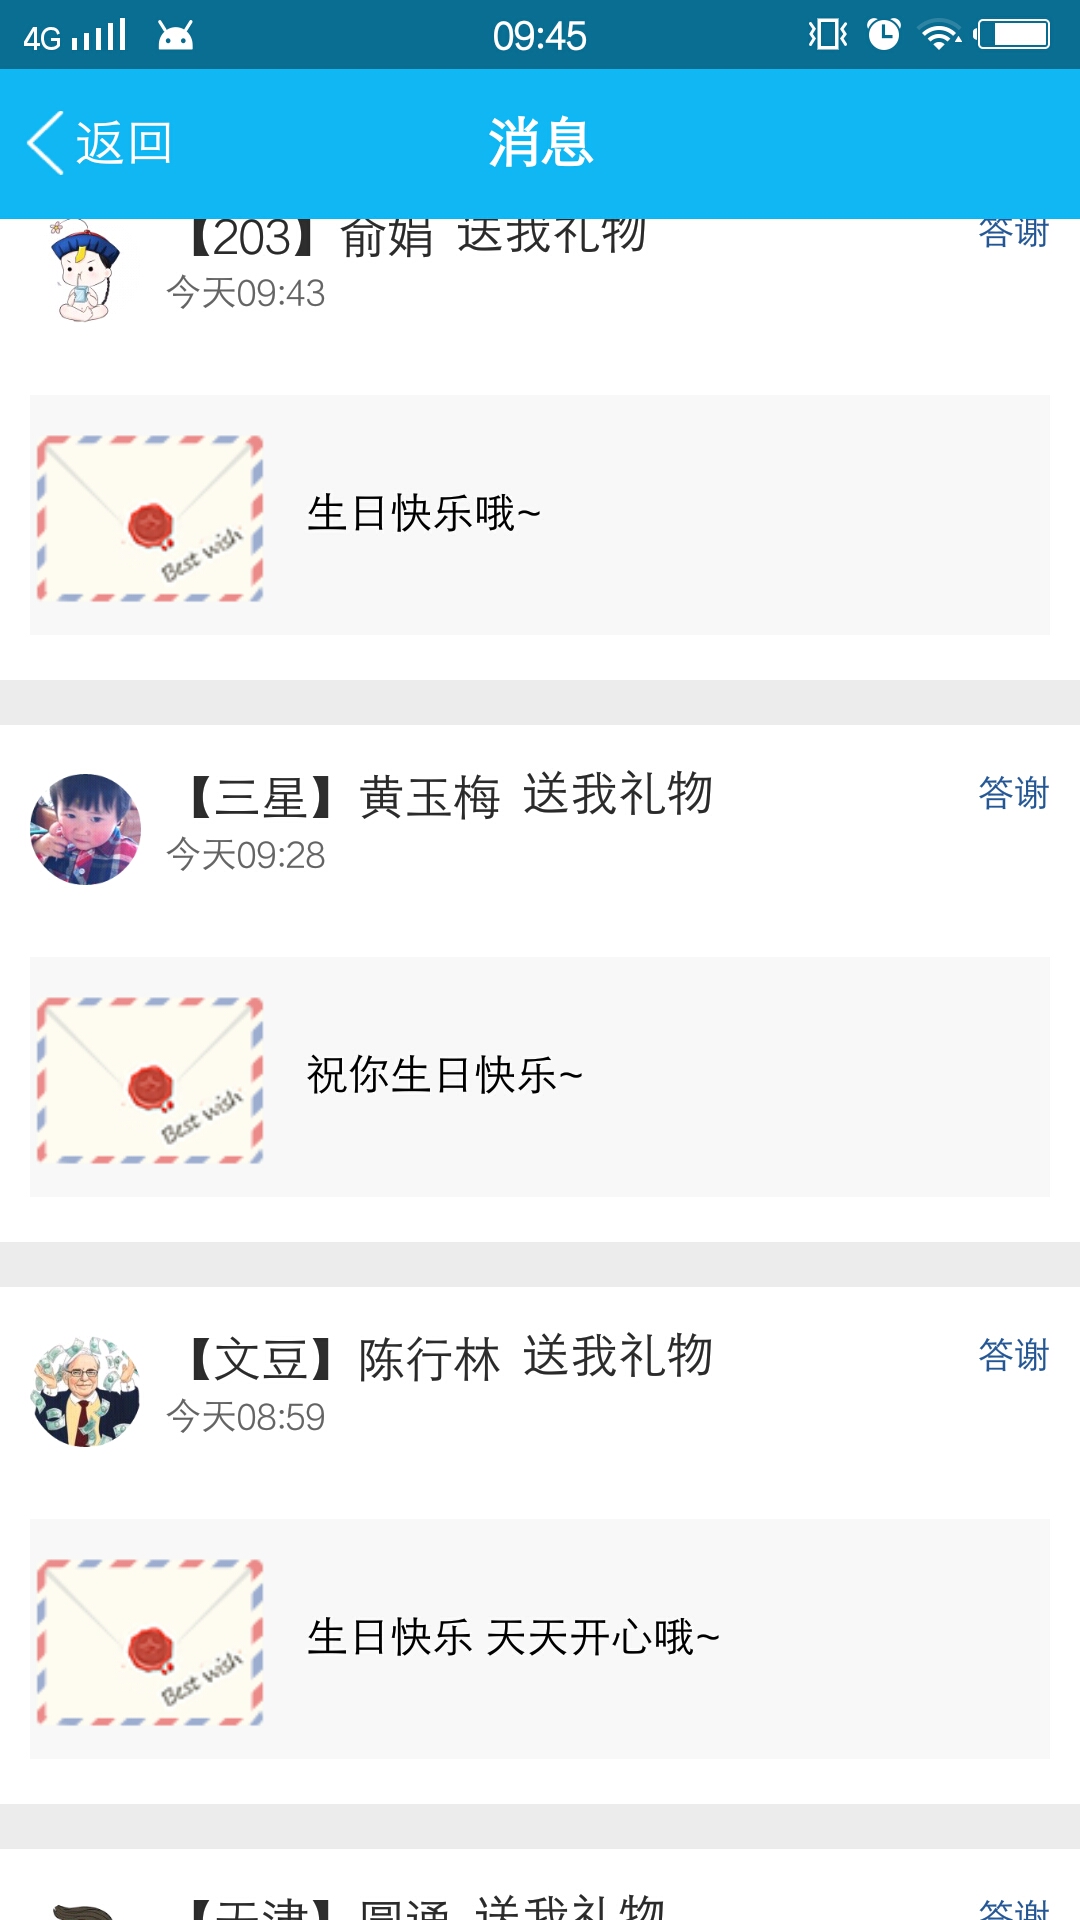 4G 09:45
返回 消息
【203】俞娟 送我礼物 答谢
今天09:43
生日快乐哦~
Best wish
【三星】黄玉梅 送我礼物 答谢
今天09:28
祝你生日快乐~
Best wish
【文豆】陈行林 送我礼物 答谢
今天08:59
生日快乐 天天开心哦~
Best wish
【天津】圆通 送我礼物 答谢